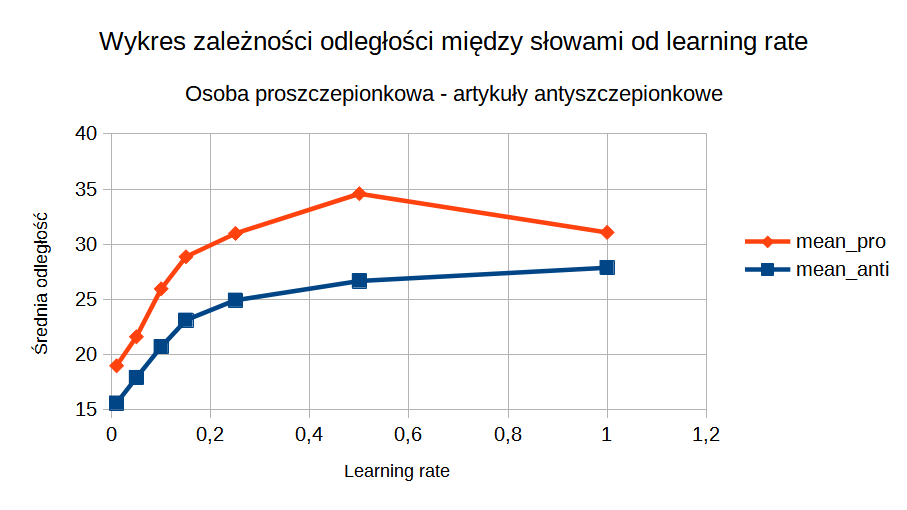 Wykres zależności odległości między słowami od learning rate
Osoba proszczepionkowa - artykuły antyszczepionkowe
Średnia odległość
40
35
30
25
20
15
0 0,2 0,4 0,6 0,8 1 1,2
Learning rate
mean_pro
mean_anti